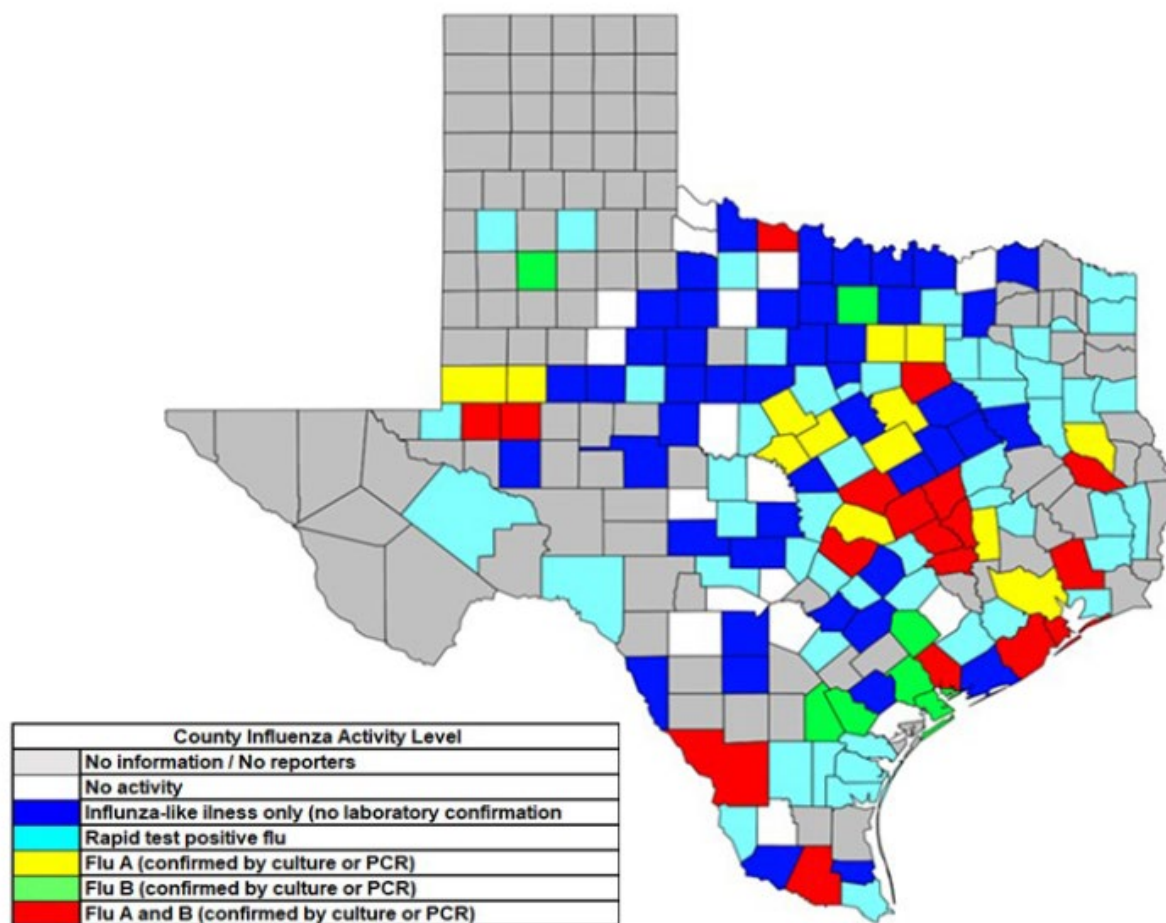 County Influenza Activity Level
No information / No reporters
No activity
Influnza-like ilness only (no laboratory confirmation
Rapid test positive flu
Flu A (confirmed by culture or PCR)
Flu B (confirmed by culture or PCR)
Flu A and B (confirmed by culture or PCR)